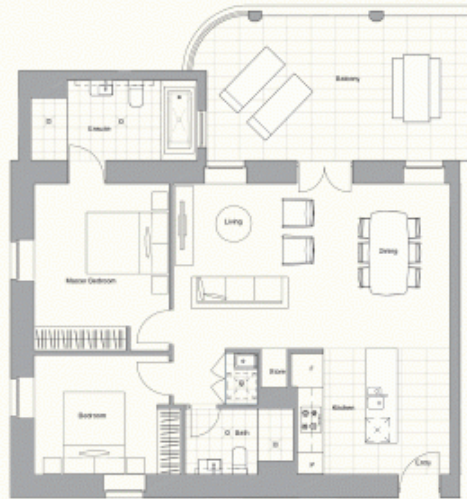 Balcony
Ensuite
Living
Dining
Master Bedroom
Store
Bedroom
Kitchen
Bath
Entry